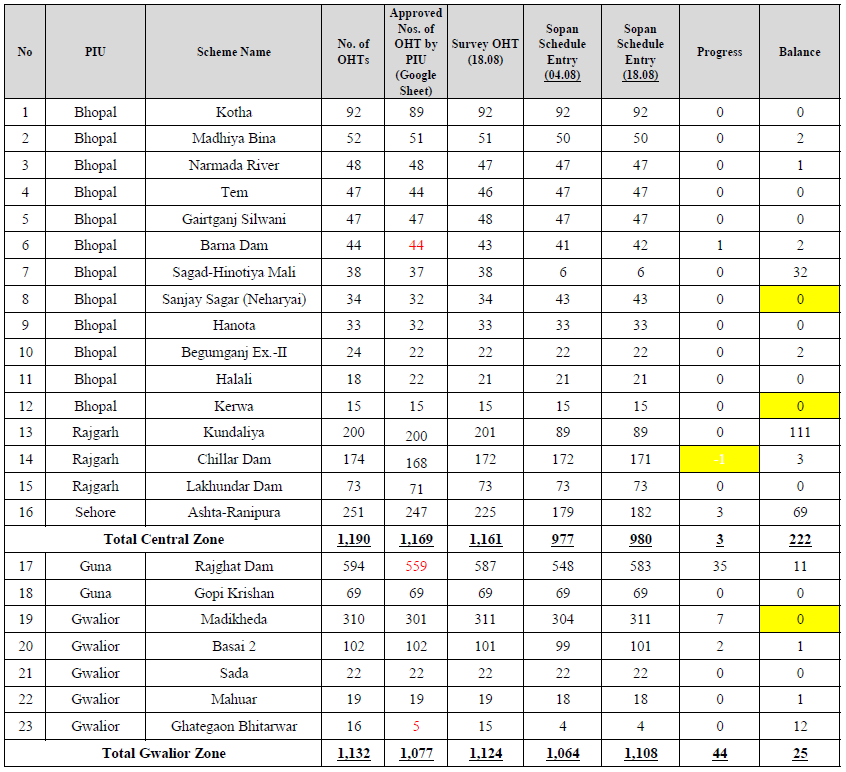 No PIU Scheme Name No. of OHTs Approved Nos. of OHT by PIU (Google Sheet) Survey OHT (18.08) Sopan Schedule Entry (04.08) Sopan Schedule Entry (18.08) Progress Balance
1 Bhopal Kotha 92 89 92 92 92 0 0
2 Bhopal Madhiya Bina 52 51 51 50 50 0 2
3 Bhopal Narmada River 48 48 47 47 47 0 1
4 Bhopal Tem 47 44 46 47 47 0 0
5 Bhopal Gairtganj Silwani 47 47 48 47 47 0 0
6 Bhopal Barna Dam 44 44 43 41 42 1 2
7 Bhopal Sagad-Hinotiya Mali 38 37 38 6 6 0 32
8 Bhopal Sanjay Sagar (Neharyai) 34 32 34 43 43 0 0
9 Bhopal Hanota 33 32 33 33 33 0 0
10 Bhopal Begumganj Ex.-II 24 22 22 22 22 0 2
11 Bhopal Halali 18 22 21 21 21 0 0
12 Bhopal Kerwa 15 15 15 15 15 0 0
13 Rajgarh Kundaliya 200 200 201 89 89 0 111
14 Rajgarh Chillar Dam 174 168 172 172 171 -1 3
15 Rajgarh Lakhundar Dam 73 71 73 73 73 0 0
16 Sehore Ashta-Ranipura 251 247 225 179 182 3 69
Total Central Zone 1,190 1,169 1,161 977 980 3 222
17 Guna Rajghat Dam 594 559 587 548 583 35 11
18 Guna Gopi Krishan 69 69 69 69 69 0 0
19 Gwalior Madikheda 310 301 311 304 311 7 0
20 Gwalior Basai 2 102 102 101 99 101 2 1
21 Gwalior Sada 22 22 22 22 22 0 0
22 Gwalior Mahuar 19 19 19 18 18 0 1
23 Gwalior Ghategaon Bhitarwar 16 5 15 4 4 0 12
Total Gwalior Zone 1,132 1,077 1,124 1,064 1,108 44 25